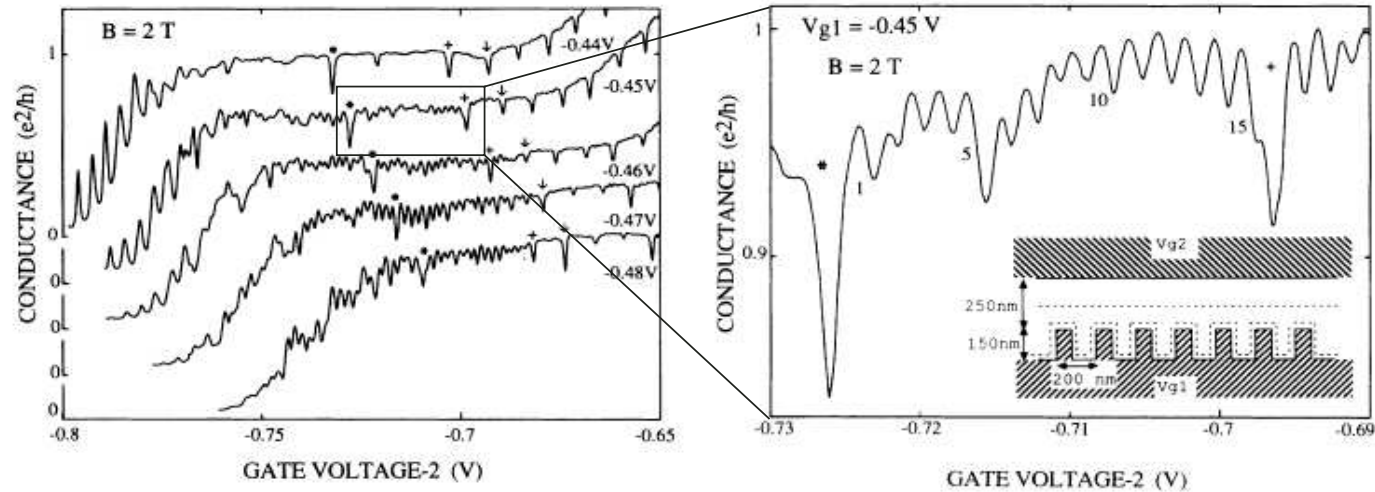 B = 2 T
CONDUCTANCE (e2/h)
1
0
0
0
0
0
* + ↓
-0.44V
* + ↓
-0.45V
* + ↓
-0.46V
* ↓
-0.47V
* +
-0.48V
-0.8 -0.75 -0.7 -0.65
GATE VOLTAGE-2 (V)
Vg1 = -0.45 V
B = 2 T
CONDUCTANCE (e2/h)
1
0.9
*
1
5
10
15
+
Vg2
250nm
150nm
200 nm
Vg1
-0.73 -0.72 -0.71 -0.7 -0.69
GATE VOLTAGE-2 (V)